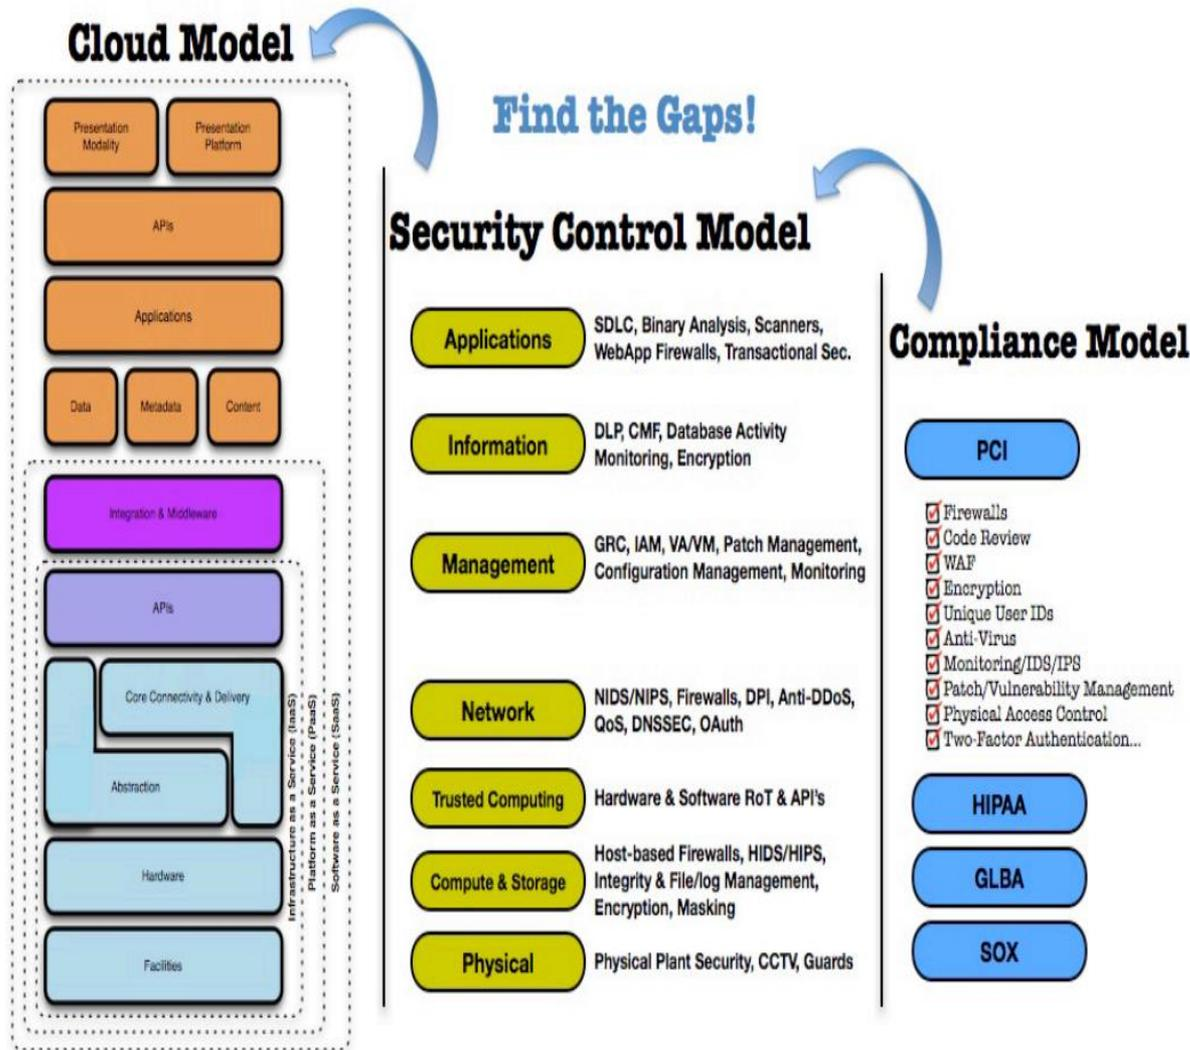 Cloud Model
Presentation
Modality
Presentation
Platform
APIs
Applications
Data
Metadata
Content
Integration & Middleware
APIs
Core Connectivity & Delivery
Abstraction
Hardware
Facilities
Infrastructure as a Service (IaaS)
Platform as a Service (PaaS)
Software as a Service (SaaS)
Find the Gaps!
Security Control Model
Applications
SDLC, Binary Analysis, Scanners,
WebApp Firewalls, Transactional Sec.
Information
DLP, CMF, Database Activity
Monitoring, Encryption
Management
GRC, IAM, VA/VM, Patch Management,
Configuration Management, Monitoring
Network
NIDS/NIPS, Firewalls, DPI, Anti-DDoS,
QoS, DNSSEC, OAuth
Trusted Computing
Hardware & Software RoT & API's
Compute & Storage
Host-based Firewalls, HIDS/HIPS,
Integrity & File/log Management,
Encryption, Masking
Physical
Physical Plant Security, CCTV, Guards
Compliance Model
PCI
Firewalls
Code Review
WAF
Encryption
Unique User IDs
Anti-Virus
Monitoring/IDS/IPS
Patch/Vulnerability Management
Physical Access Control
Two-Factor Authentication...
HIPAA
GLBA
SOX